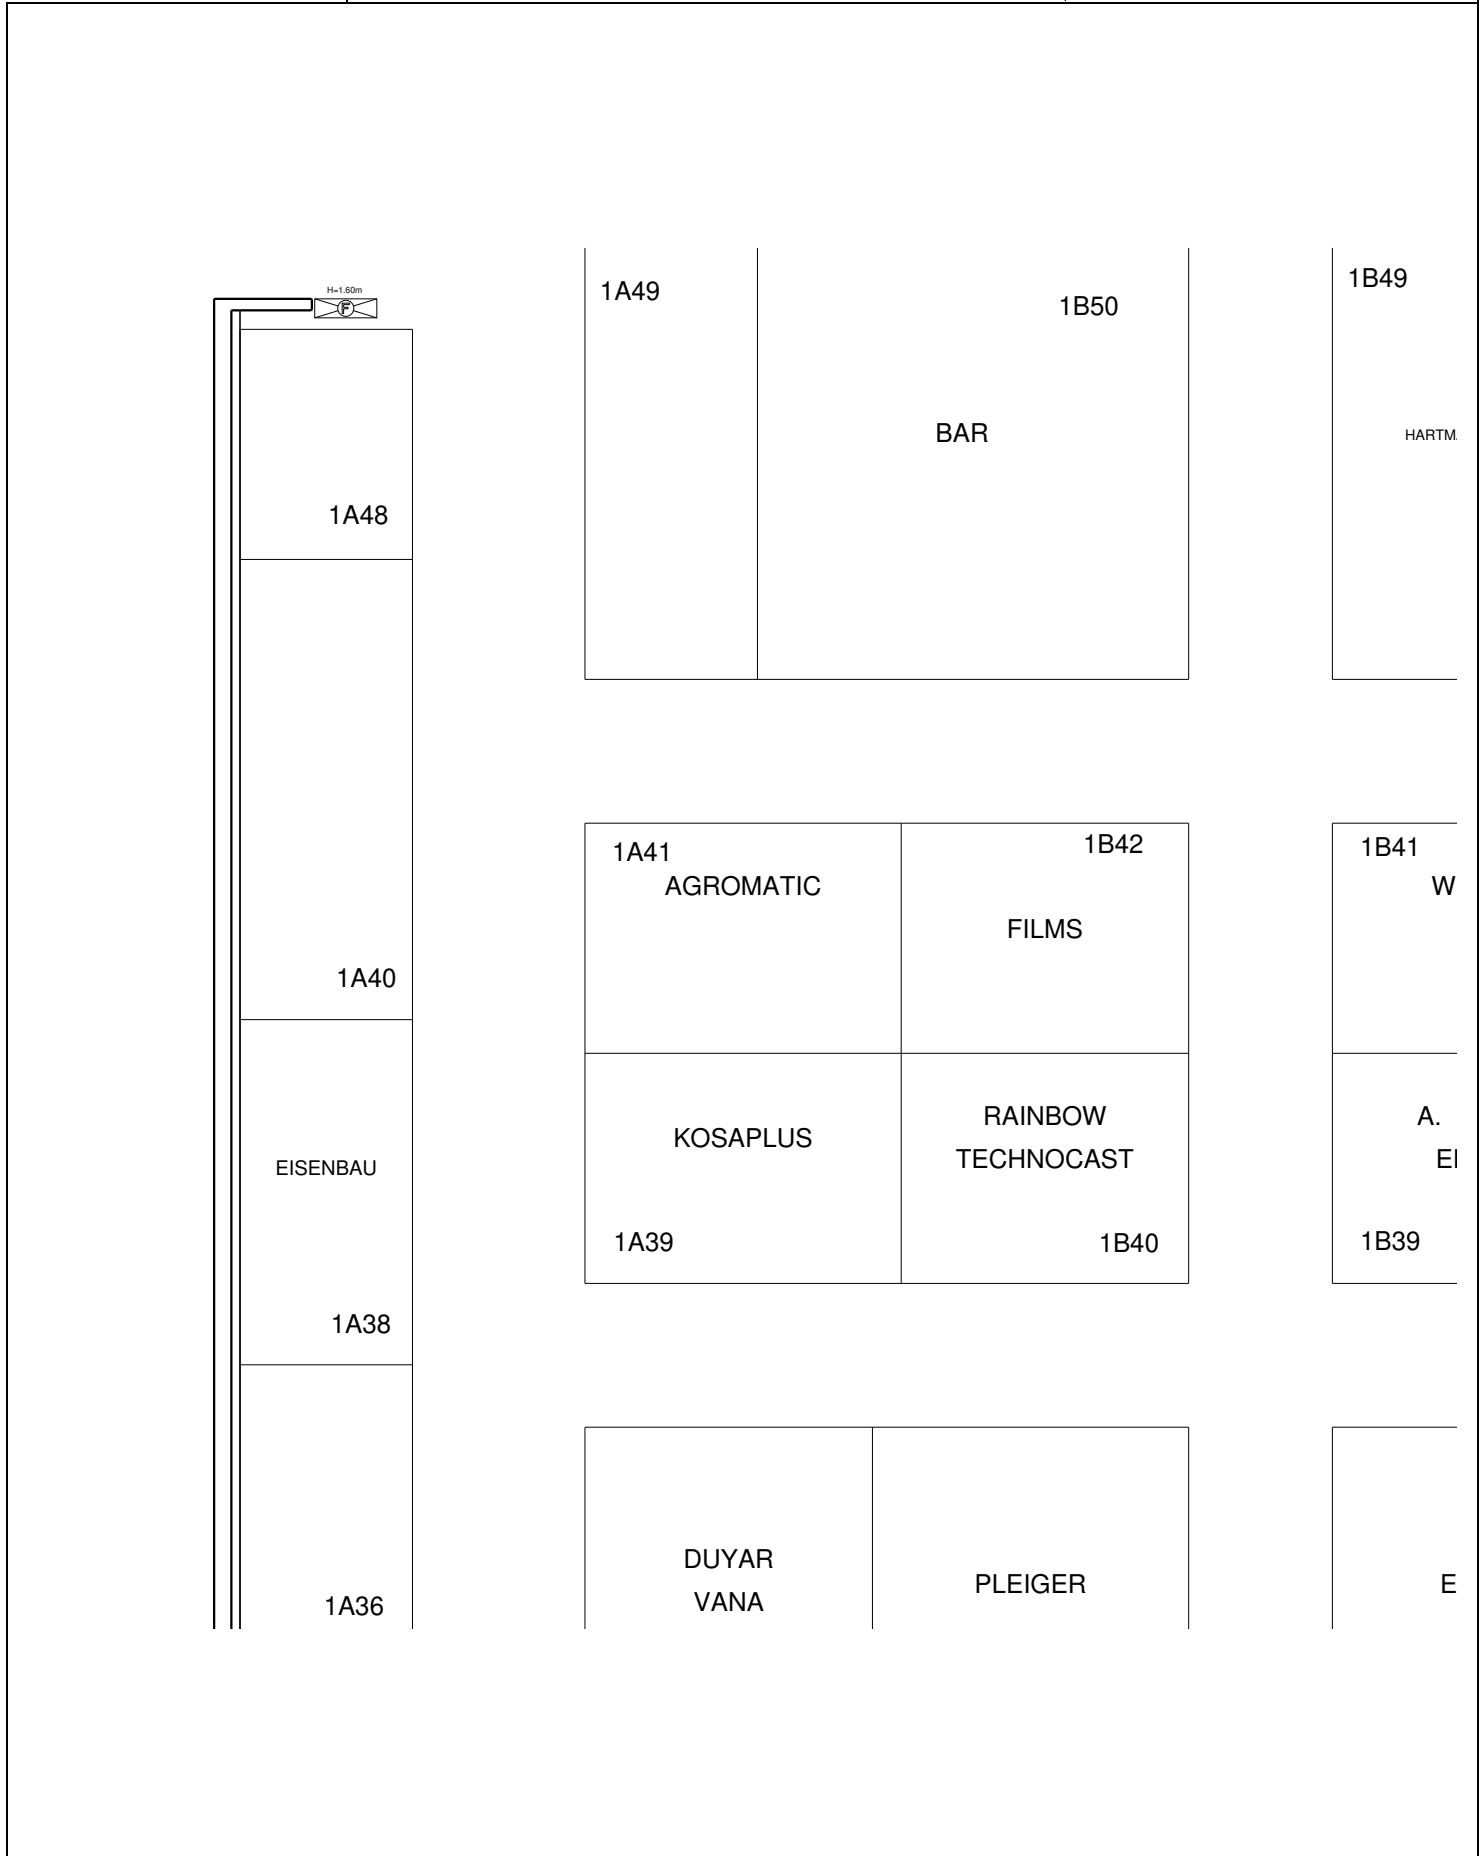 H=1.60m
F
1A49
1B50
1B49
BAR
HARTM
1A48
1A41
AGROMATIC
1B42
FILMS
1B41
W
1A40
KOSAPLUS
1A39
RAINBOW
TECHNOCAST
1B40
A.
1B39
EISENBAU
1A38
DUYAR
VANA
PLEIGER
E
1A36